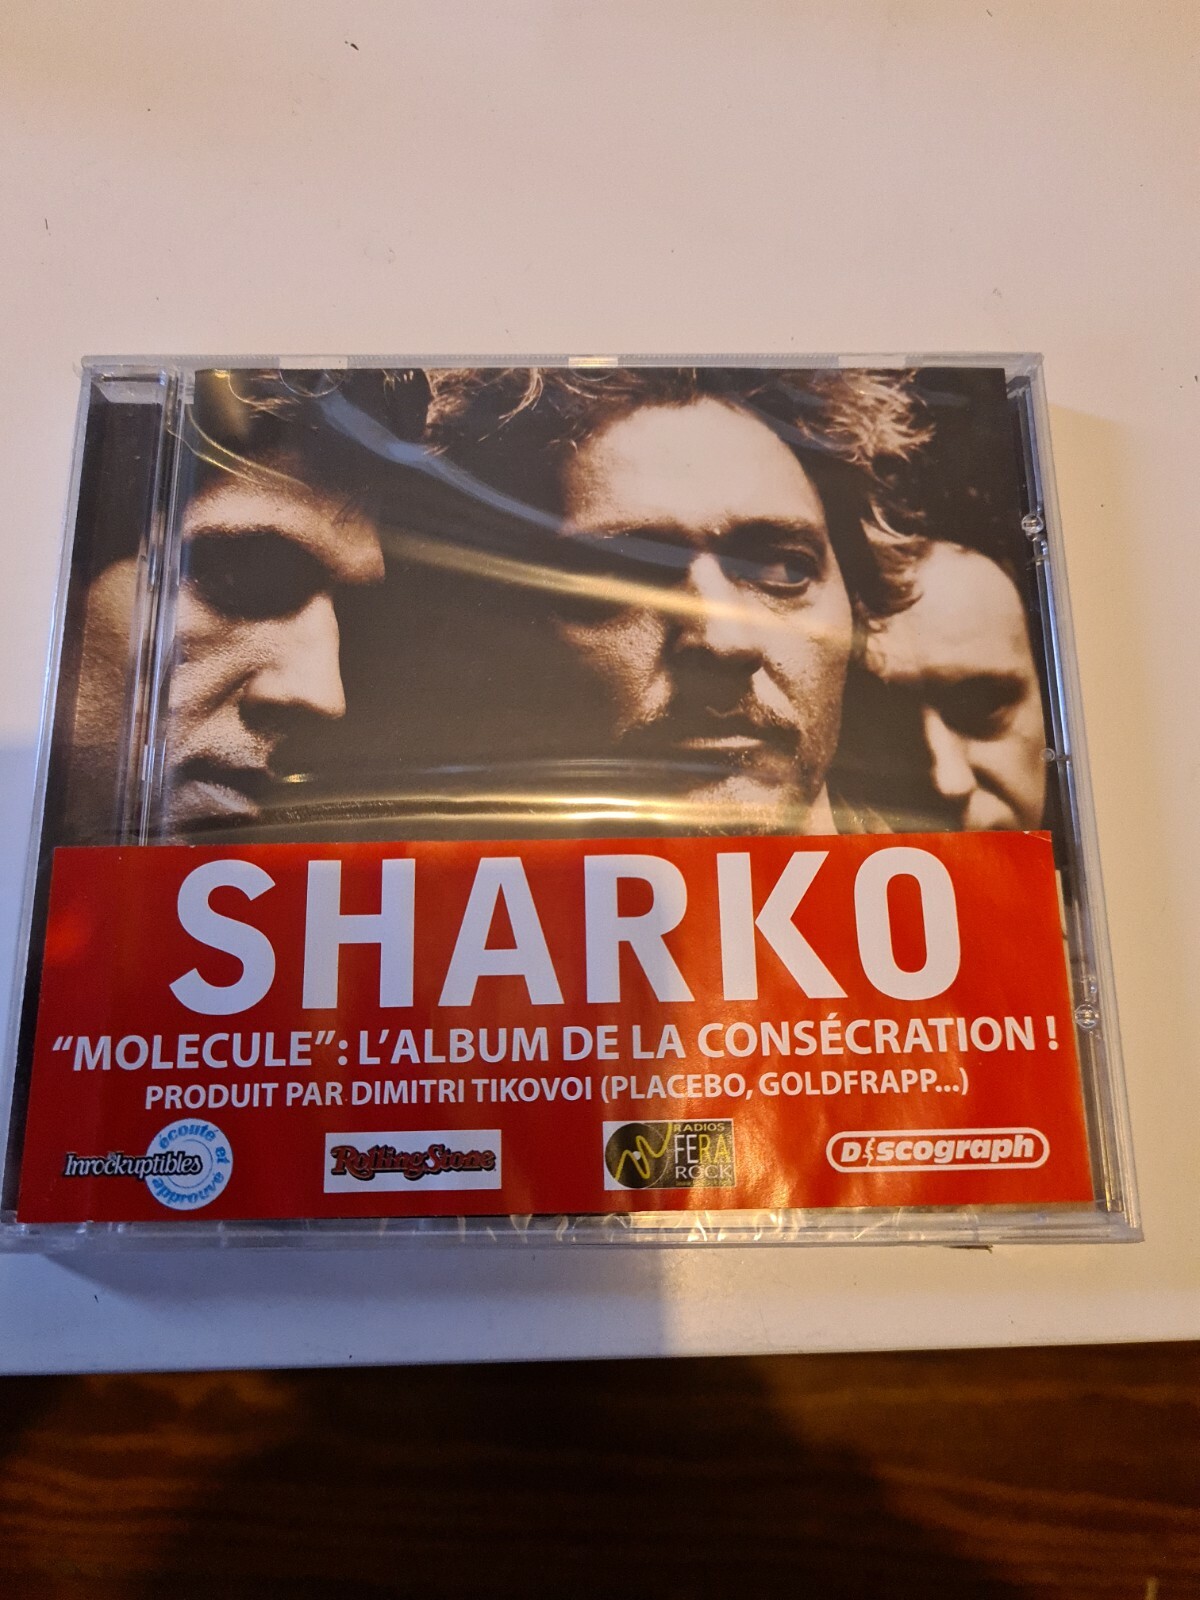 SHARKO
“MOLECULE”: L’ALBUM DE LA CONSÉCRATION !
PRODUIT PAR DIMITRI TIKOVOI (PLACEBO, GOLDFRAPP...)
écouté et
Inrockuptibles
approuvé
Rolling Stone
RADIOS
FERA
ROCK
Discograph